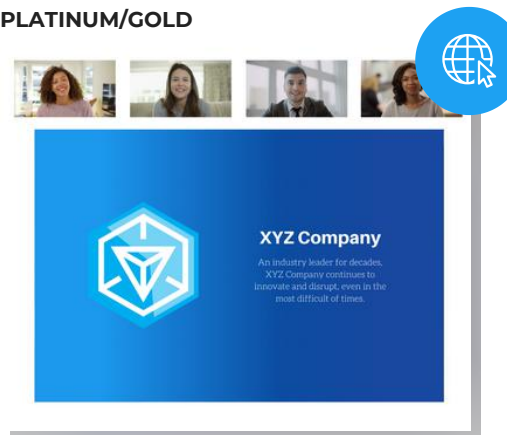 PLATINUM/GOLD
XYZ Company
An industry leader for decades,
XYZ Company continues to
innovate and disrupt, even in the
most difficult of times.